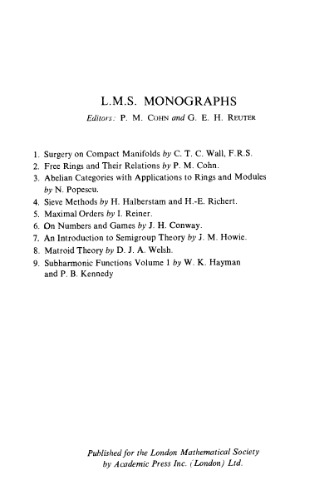 L.M.S. MONOGRAPHS
Editors: P. M. COHN and G. E. H. REUTER
1. Surgery on Compact Manifolds by C. T. C. Wall, F.R.S.
2. Free Rings and Their Relations by P. M. Cohn.
3. Abelian Categories with Applications to Rings and Modules
by N. Popescu.
4. Sieve Methods by H. Halberstam and H.-E. Richert.
5. Maximal Orders by I. Reiner.
6. On Numbers and Games by J. H. Conway.
7. An Introduction to Semigroup Theory by J. M. Howie.
8. Matroid Theory by D. J. A. Welsh.
9. Subharmonic Functions Volume 1 by W. K. Hayman
and P. B. Kennedy
Published for the London Mathematical Society
by Academic Press Inc. (London) Ltd.